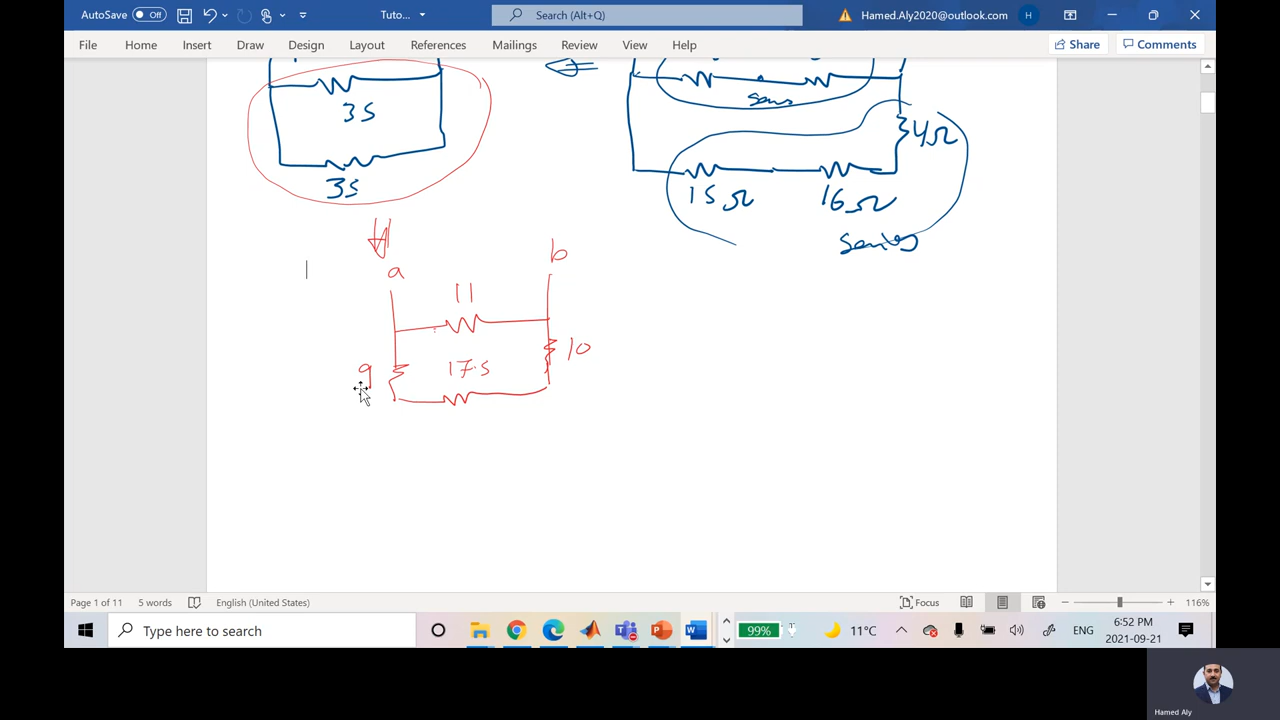 AutoSave Off Tuto... Search (Alt+Q) Hamed.Aly2020@outlook.com H
File Home Insert Draw Design Layout References Mailings Review View Help Share Comments
35
35
4Ω
15Ω 16Ω
series
a b
11
9 17.5 10
Page 1 of 11 5 words English (United States) Focus 116%
Type here to search 99% 11°C ENG 6:52 PM
2021-09-21
Hamed Aly